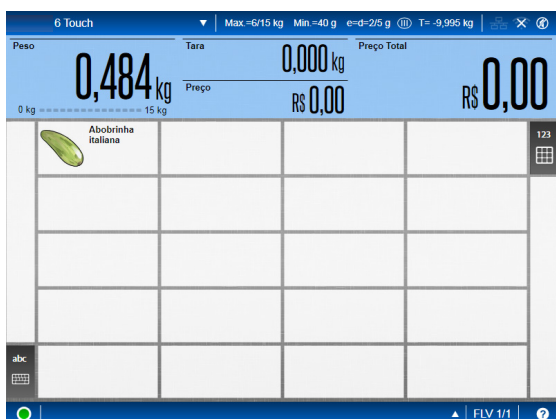 6 Touch
Max.=6/15 kg Min.=40 g e=d=2/5 g III T= -9,995 kg
Peso
0,484 kg
0 kg 15 kg
Tara
0,000 kg
Preço
R$ 0,00
Preço Total
R$ 0,00
Abobrinha
italiana
123
abc
FLV 1/1
?